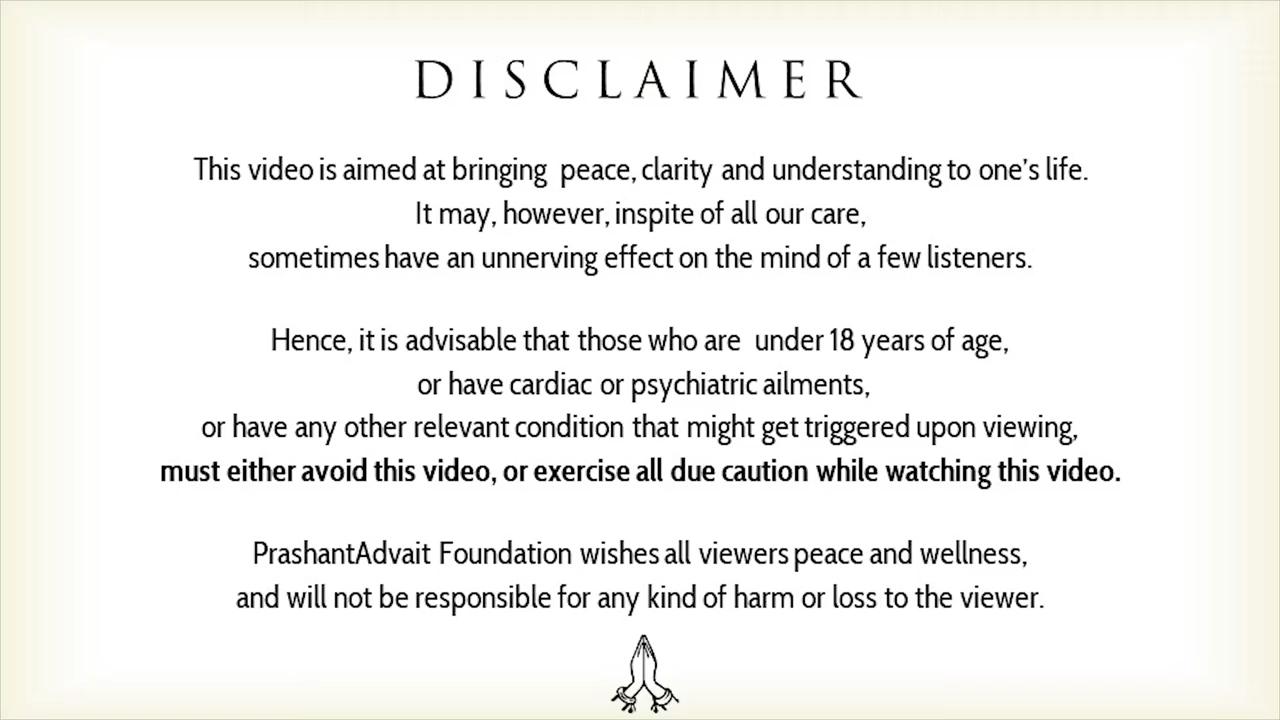 DISCLAIMER
This video is aimed at bringing peace, clarity and understanding to one's life.
It may, however, inspite of all our care,
sometimes have an unnerving effect on the mind of a few listeners.
Hence, it is advisable that those who are under 18 years of age,
or have cardiac or psychiatric ailments,
or have any other relevant condition that might get triggered upon viewing,
must either avoid this video, or exercise all due caution while watching this video.
PrashantAdvait Foundation wishes all viewers peace and wellness,
and will not be responsible for any kind of harm or loss to the viewer.